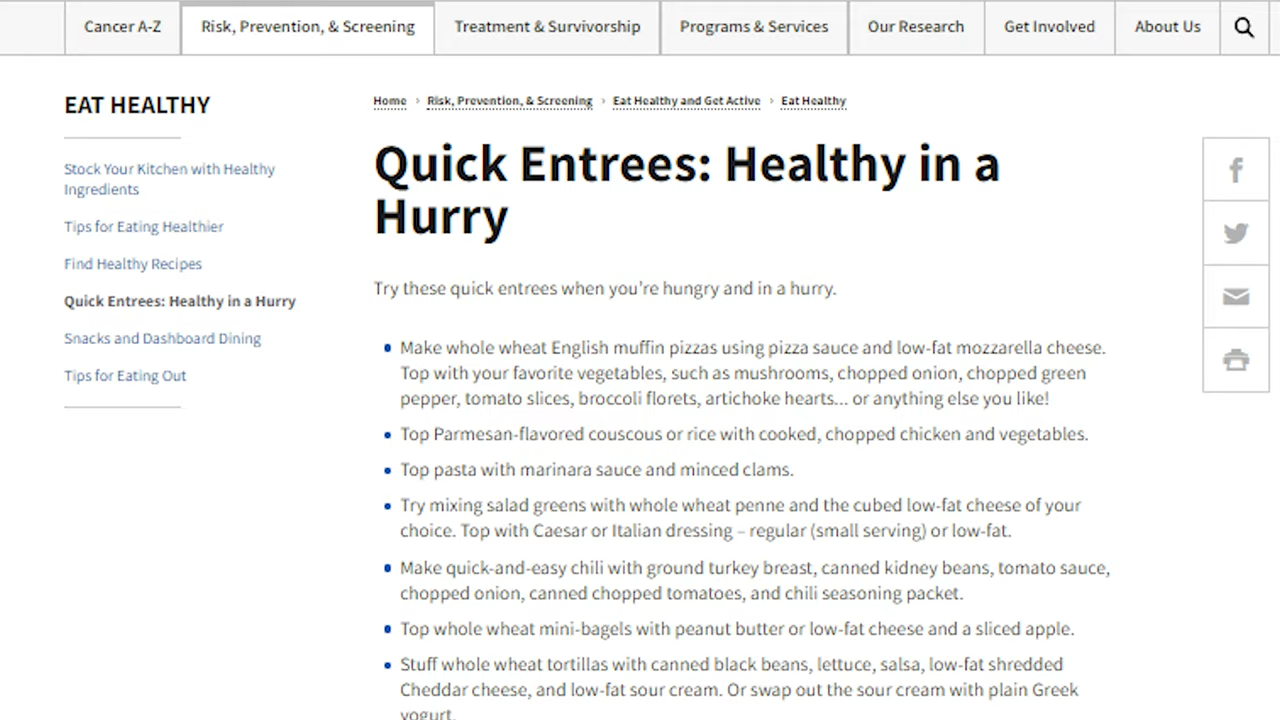 Cancer A-Z
Risk, Prevention, & Screening
Treatment & Survivorship
Programs & Services
Our Research
Get Involved
About Us
EAT HEALTHY
Stock Your Kitchen with Healthy
Ingredients
Tips for Eating Healthier
Find Healthy Recipes
Quick Entrees: Healthy in a Hurry
Snacks and Dashboard Dining
Tips for Eating Out
Home › Risk, Prevention, & Screening › Eat Healthy and Get Active › Eat Healthy
Quick Entrees: Healthy in a
Hurry
Try these quick entrees when you’re hungry and in a hurry.
Make whole wheat English muffin pizzas using pizza sauce and low-fat mozzarella cheese.
Top with your favorite vegetables, such as mushrooms, chopped onion, chopped green
pepper, tomato slices, broccoli florets, artichoke hearts... or anything else you like!
Top Parmesan-flavored couscous or rice with cooked, chopped chicken and vegetables.
Top pasta with marinara sauce and minced clams.
Try mixing salad greens with whole wheat penne and the cubed low-fat cheese of your
choice. Top with Caesar or Italian dressing – regular (small serving) or low-fat.
Make quick-and-easy chili with ground turkey breast, canned kidney beans, tomato sauce,
chopped onion, canned chopped tomatoes, and chili seasoning packet.
Top whole wheat mini-bagels with peanut butter or low-fat cheese and a sliced apple.
Stuff whole wheat tortillas with canned black beans, lettuce, salsa, low-fat shredded
Cheddar cheese, and low-fat sour cream. Or swap out the sour cream with plain Greek
yogurt.